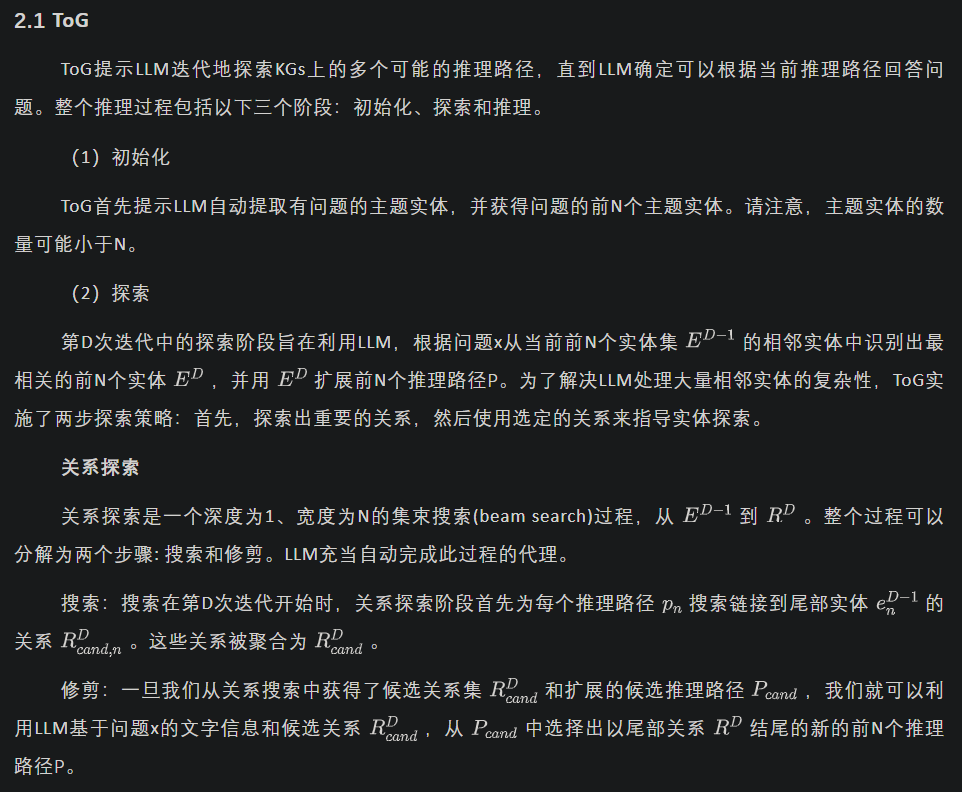 2.1 ToG
ToG提示LLM迭代地探索KGs上的多个可能的推理路径，直到LLM确定可以根据当前推理路径回答问
题。整个推理过程包括以下三个阶段：初始化、探索和推理。
（1）初始化
ToG首先提示LLM自动提取有问题的主题实体，并获得问题的前N个主题实体。请注意，主题实体的数
量可能小于N。
（2）探索
第D次迭代中的探索阶段旨在利用LLM，根据问题x从当前前N个实体集 $E^{D-1}$ 的相邻实体中识别出最
相关的前N个实体 $E^{D}$ ，并用 $E^{D}$ 扩展前N个推理路径P。为了解决LLM处理大量相邻实体的复杂性，ToG实
施了两步探索策略：首先，探索出重要的关系，然后使用选定的关系来指导实体探索。
关系探索
关系探索是一个深度为1、宽度为N的集束搜索(beam search)过程，从 $E^{D-1}$ 到 $R^{D}$ 。整个过程可以
分解为两个步骤: 搜索和修剪。LLM充当自动完成此过程的代理。
搜索：搜索在第D次迭代开始时，关系探索阶段首先为每个推理路径 $p_n$ 搜索链接到尾部实体 $e_n^{D-1}$ 的
关系 $R_{cand,n}^{D}$ 。这些关系被聚合为 $R_{cand}^{D}$ 。
修剪：一旦我们从关系搜索中获得了候选关系集 $R_{cand}^{D}$ 和扩展的候选推理路径 $P_{cand}$ ，我们就可以利
用LLM基于问题x的文字信息和候选关系 $R_{cand}^{D}$ ，从 $P_{cand}$ 中选择出以尾部关系 $R^{D}$ 结尾的新的前N个推理
路径P。